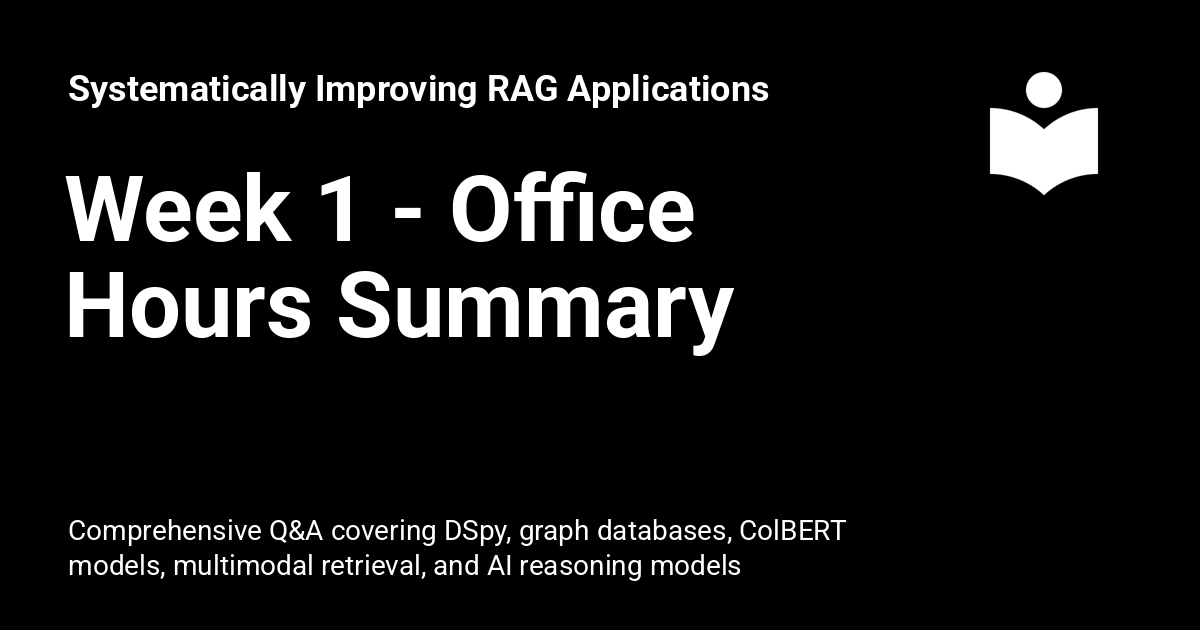 Systematically Improving RAG Applications
Week 1 - Office
Hours Summary
Comprehensive Q&A covering DSpy, graph databases, ColBERT
models, multimodal retrieval, and AI reasoning models